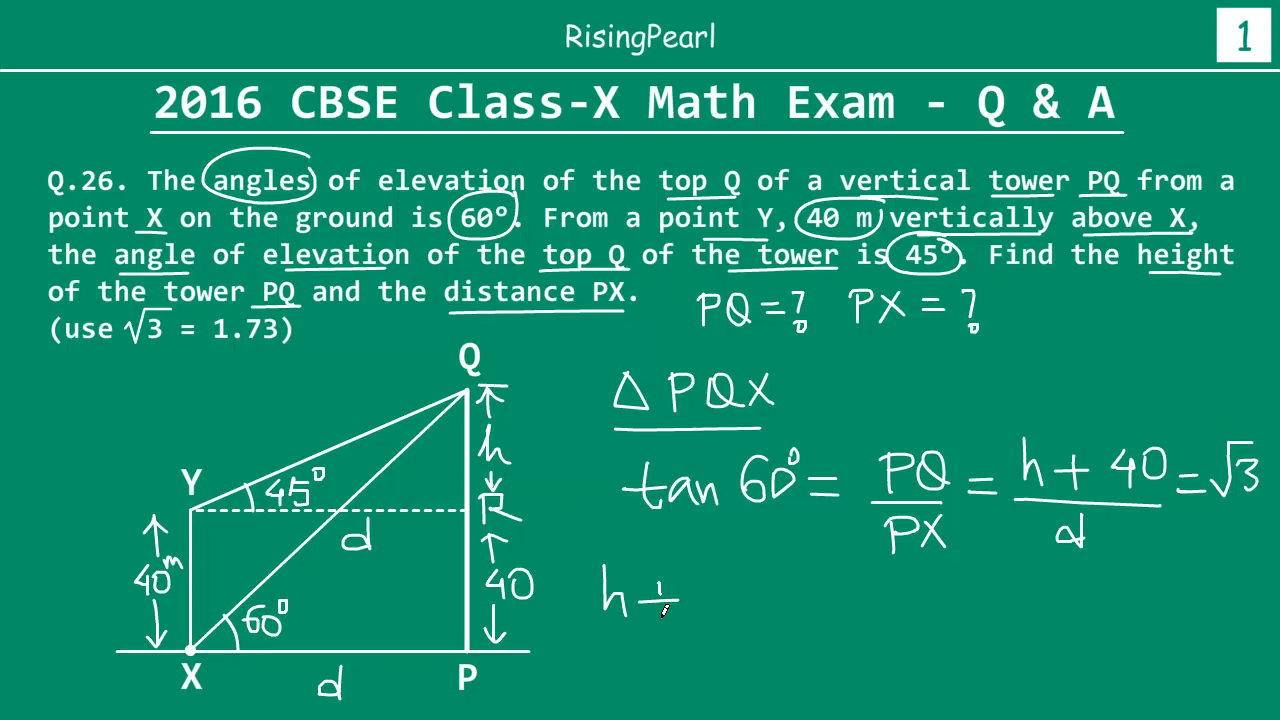 RisingPearl
1
2016 CBSE Class-X Math Exam - Q & A
Q.26. The angles of elevation of the top Q of a vertical tower PQ from a
point X on the ground is 60°. From a point Y, 40 m vertically above X,
the angle of elevation of the top Q of the tower is 45°. Find the height
of the tower PQ and the distance PX.
PQ = ? PX = ?
(use √3 = 1.73)
Q
Δ PQX
h
tan 60° = PQ/PX = h + 40/d = √3
Y
45°
R
d
40m
40
h +
60°
X
d
P